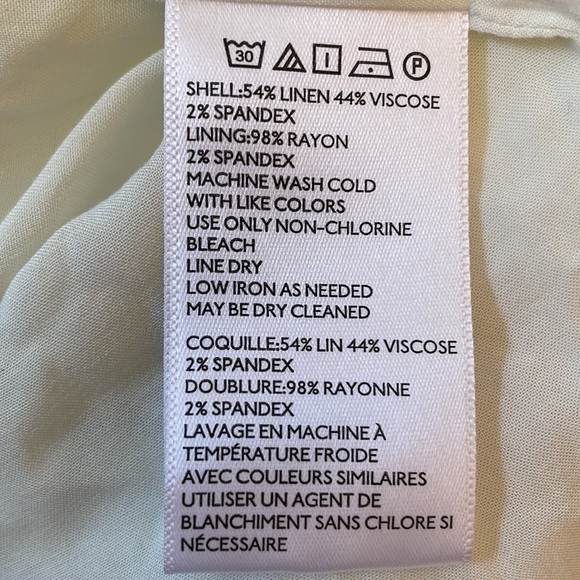 30 P
SHELL:54% LINEN 44% VISCOSE
2% SPANDEX
LINING:98% RAYON
2% SPANDEX
MACHINE WASH COLD
WITH LIKE COLORS
USE ONLY NON-CHLORINE
BLEACH
LINE DRY
LOW IRON AS NEEDED
MAY BE DRY CLEANED
COQUILLE:54% LIN 44% VISCOSE
2% SPANDEX
DOUBLURE:98% RAYONNE
2% SPANDEX
LAVAGE EN MACHINE À
TEMPÉRATURE FROIDE
AVEC COULEURS SIMILAIRES
UTILISER UN AGENT DE
BLANCHIMENT SANS CHLORE SI
NÉCESSAIRE